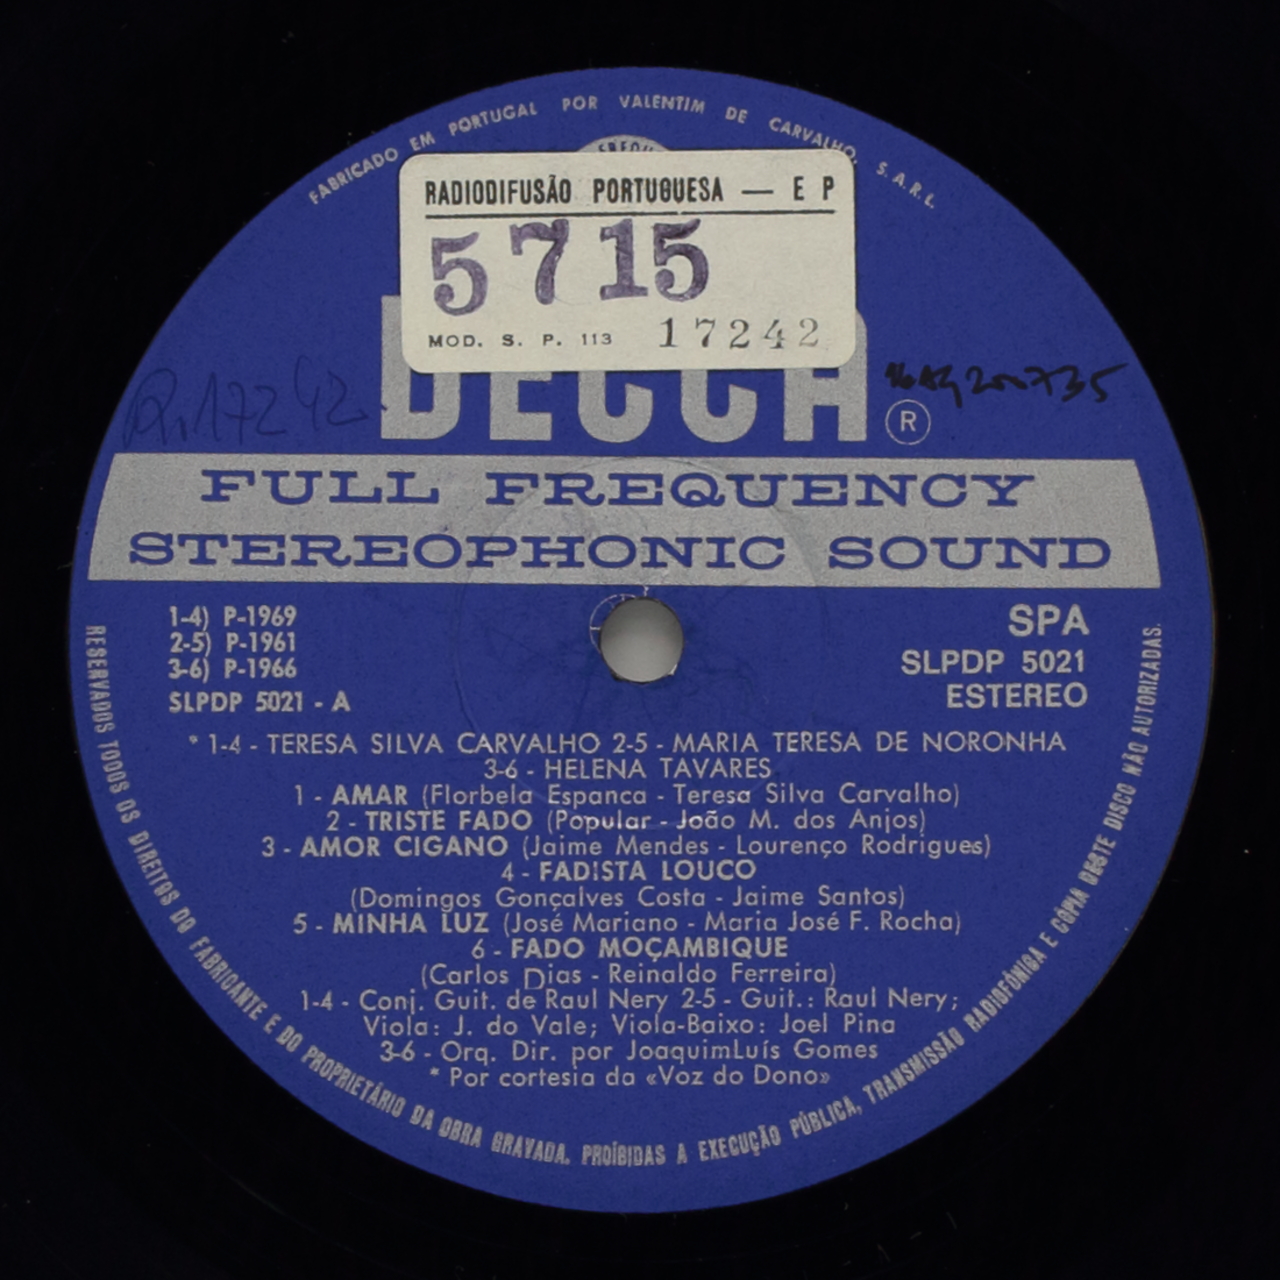 FABRICADO EM PORTUGAL POR VALENTIM DE CARVALHO, S.A.R.L.
RADIODIFUSÃO PORTUGUESA — E P
5715
MOD. S. P. 113 17242
DECCA ®
FULL FREQUENCY
STEREOPHONIC SOUND
1-4) P-1969
2-5) P-1961
3-6) P-1966
SLPDP 5021 - A
SPA
SLPDP 5021
ESTEREO
* 1-4 - TERESA SILVA CARVALHO 2-5 - MARIA TERESA DE NORONHA
3-6 - HELENA TAVARES
1 - AMAR (Florbela Espanca - Teresa Silva Carvalho)
2 - TRISTE FADO (Popular - João M. dos Anjos)
3 - AMOR CIGANO (Jaime Mendes - Lourenço Rodrigues)
4 - FADISTA LOUCO
(Domingos Gonçalves Costa - Jaime Santos)
5 - MINHA LUZ (José Mariano - Maria José F. Rocha)
6 - FADO MOÇAMBIQUE
(Carlos Dias - Reinaldo Ferreira)
1-4 - Conj. Guit. de Raul Nery 2-5 - Guit.: Raul Nery;
Viola: J. do Vale; Viola-Baixo: Joel Pina
3-6 - Orq. Dir. por JoaquimLuís Gomes
* Por cortesia da «Voz do Dono»
RESERVADOS TODOS OS DIREITOS DO FABRICANTE E DO PROPRIETÁRIO DA OBRA GRAVADA. PROÍBIDAS A EXECUÇÃO PÚBLICA, TRANSMISSÃO RADIOFÓNIGA E CÓPIA DESTE DISCO NÃO AUTORIZADAS.